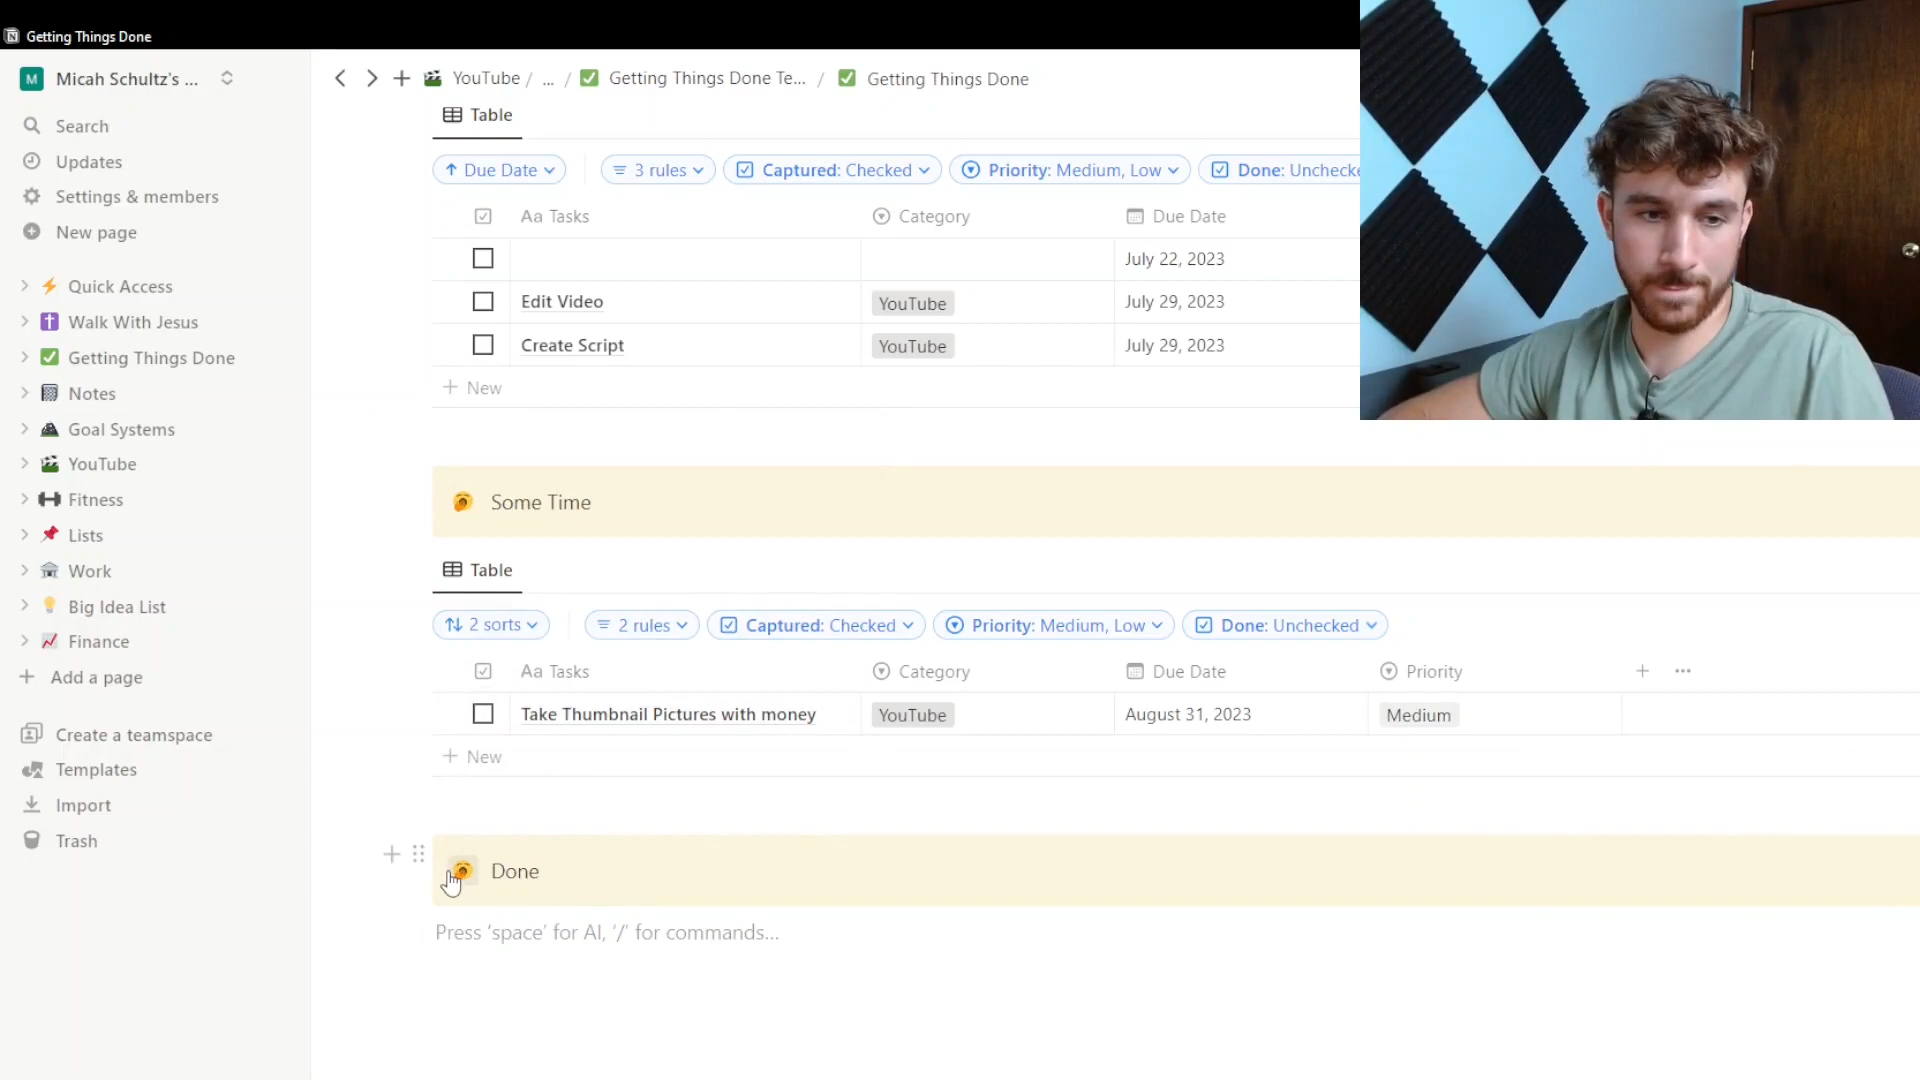 Getting Things Done
M Micah Schultz's ...
Search
Updates
Settings & members
New page
Quick Access
Walk With Jesus
Getting Things Done
Notes
Goal Systems
YouTube
Fitness
Lists
Work
Big Idea List
Finance
Add a page
Create a teamspace
Templates
Import
Trash
YouTube / ... / Getting Things Done Te... / Getting Things Done
Table
Due Date 3 rules Captured: Checked Priority: Medium, Low Done: Unchecke
Aa Tasks Category Due Date
July 22, 2023
Edit Video YouTube July 29, 2023
Create Script YouTube July 29, 2023
New
Some Time
Table
2 sorts 2 rules Captured: Checked Priority: Medium, Low Done: Unchecked
Aa Tasks Category Due Date Priority
Take Thumbnail Pictures with money YouTube August 31, 2023 Medium
New
Done
Press ‘space’ for AI, ‘/’ for commands...